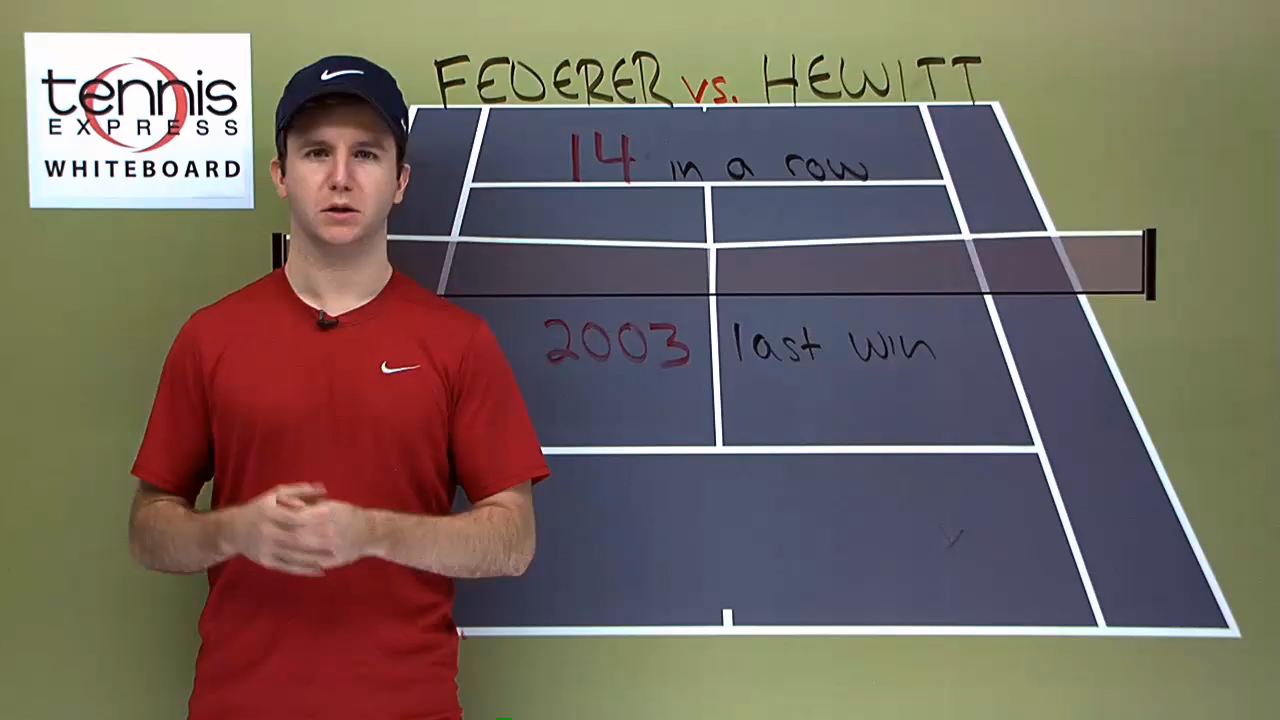 tennis
EXPRESS
WHITEBOARD
FEDERER vs. HEWITT
14 in a row
2003 last win